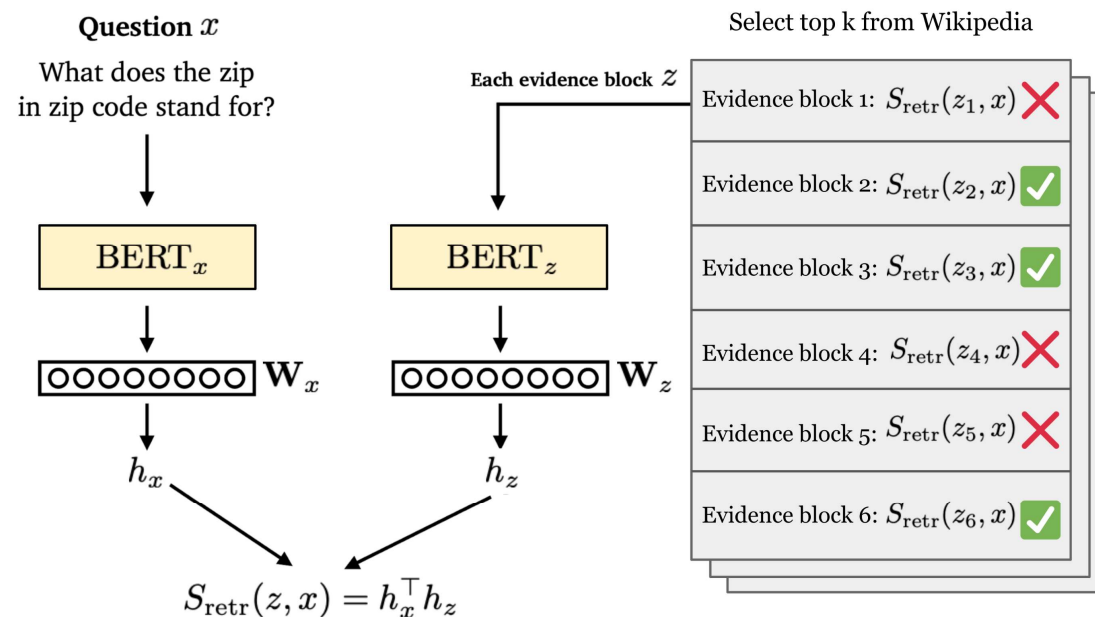 Question x
What does the zip
in zip code stand for?
BERT_x
W_x
h_x
Each evidence block z
BERT_z
W_z
h_z
S_retr(z, x) = h_x^⊤ h_z
Select top k from Wikipedia
Evidence block 1: S_retr(z_1, x) ❌
Evidence block 2: S_retr(z_2, x) ✅
Evidence block 3: S_retr(z_3, x) ✅
Evidence block 4: S_retr(z_4, x) ❌
Evidence block 5: S_retr(z_5, x) ❌
Evidence block 6: S_retr(z_6, x) ✅